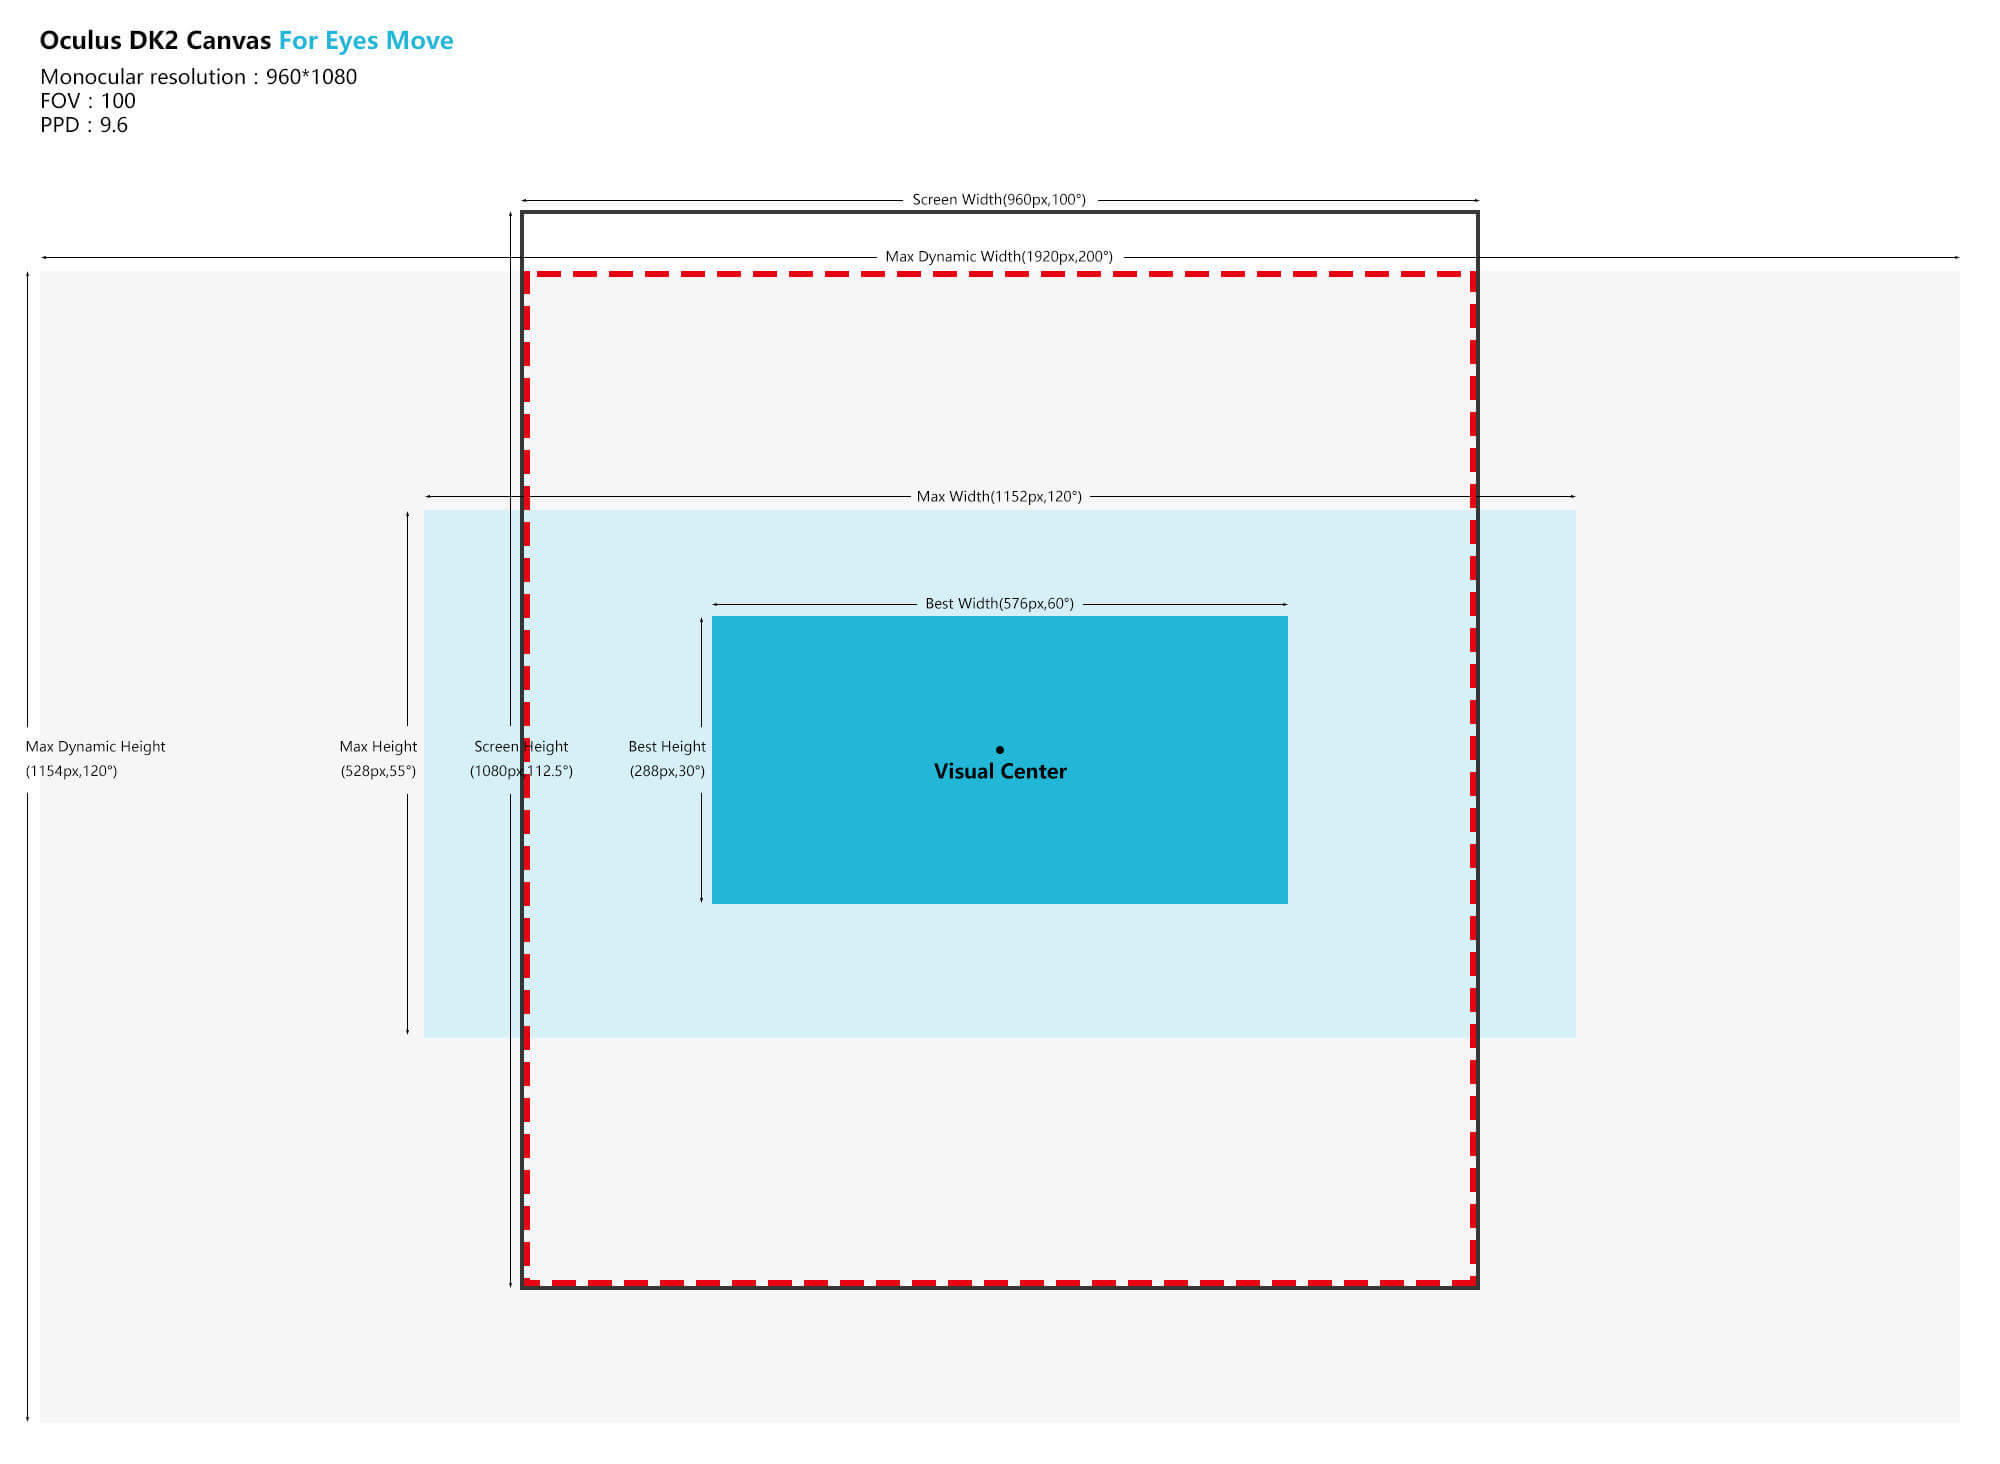 Oculus DK2 Canvas For Eyes Move
Monocular resolution : 960*1080
FOV : 100
PPD : 9.6
Screen Width(960px,100°)
Max Dynamic Width(1920px,200°)
Max Width(1152px,120°)
Best Width(576px,60°)
Max Dynamic Height
(1154px,120°)
Max Height
(528px,55°)
Screen Height
(1080px,112.5°)
Best Height
(288px,30°)
Visual Center